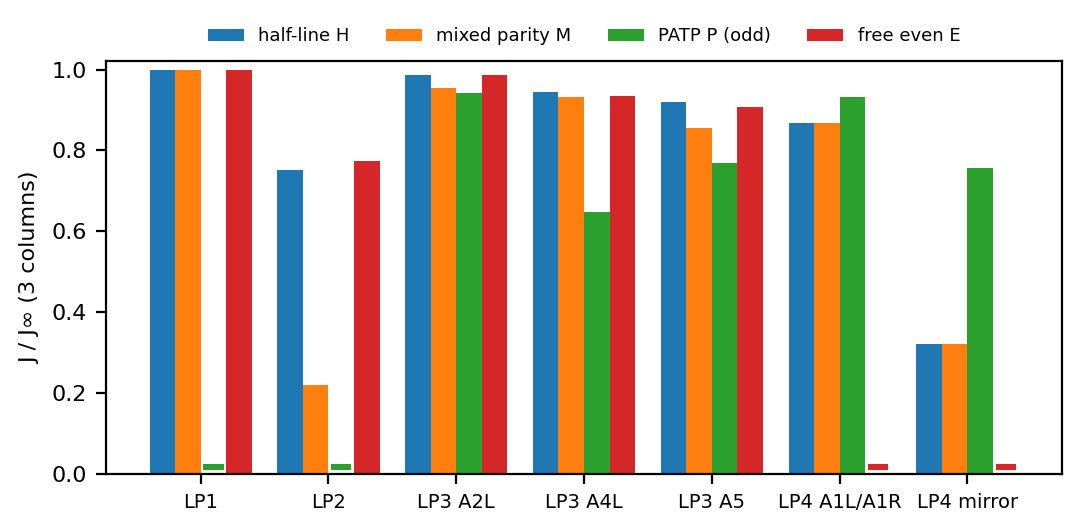 half-line H
mixed parity M
PATP P (odd)
free even E
J / J∞ (3 columns)
1.0
0.8
0.6
0.4
0.2
0.0
LP1
LP2
LP3 A2L
LP3 A4L
LP3 A5
LP4 A1L/A1R
LP4 mirror